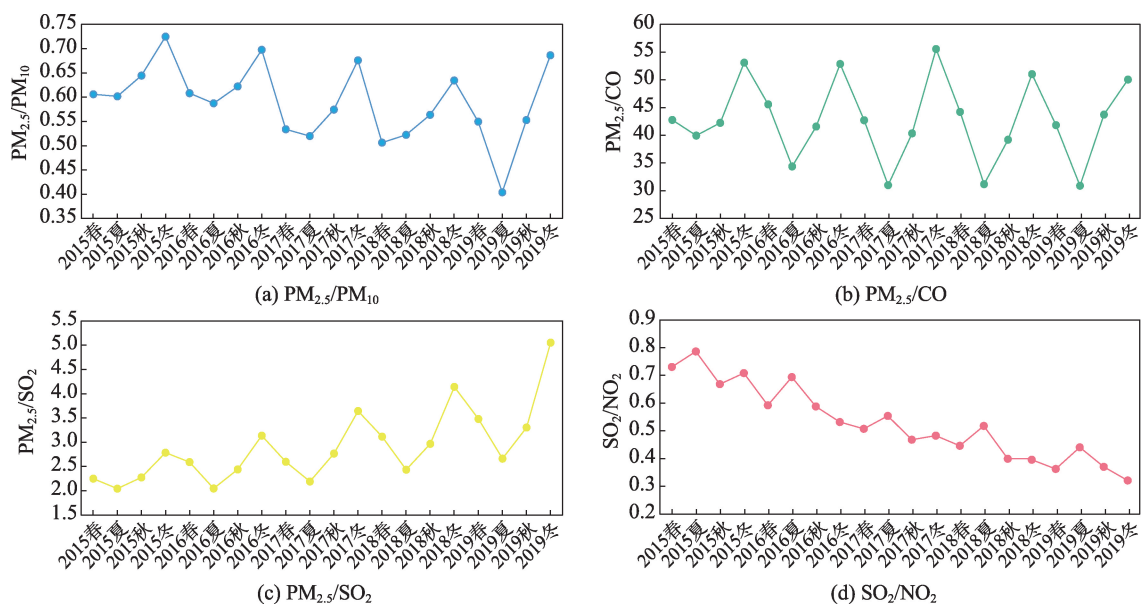 PM2.5/PM10
0.75
0.70
0.65
0.60
0.55
0.50
0.45
0.40
0.35
2015春
2015夏
2015秋
2015冬
2016春
2016夏
2016秋
2016冬
2017春
2017夏
2017秋
2017冬
2018春
2018夏
2018秋
2018冬
2019春
2019夏
2019秋
2019冬
(a) PM2.5/PM10
PM2.5/CO
60
55
50
45
40
35
30
25
2015春
2015夏
2015秋
2015冬
2016春
2016夏
2016秋
2016冬
2017春
2017夏
2017秋
2017冬
2018春
2018夏
2018秋
2018冬
2019春
2019夏
2019秋
2019冬
(b) PM2.5/CO
PM2.5/SO2
5.5
5.0
4.5
4.0
3.5
3.0
2.5
2.0
1.5
2015春
2015夏
2015秋
2015冬
2016春
2016夏
2016秋
2016冬
2017春
2017夏
2017秋
2017冬
2018春
2018夏
2018秋
2018冬
2019春
2019夏
2019秋
2019冬
(c) PM2.5/SO2
SO2/NO2
0.9
0.8
0.7
0.6
0.5
0.4
0.3
0.2
2015春
2015夏
2015秋
2015冬
2016春
2016夏
2016秋
2016冬
2017春
2017夏
2017秋
2017冬
2018春
2018夏
2018秋
2018冬
2019春
2019夏
2019秋
2019冬
(d) SO2/NO2